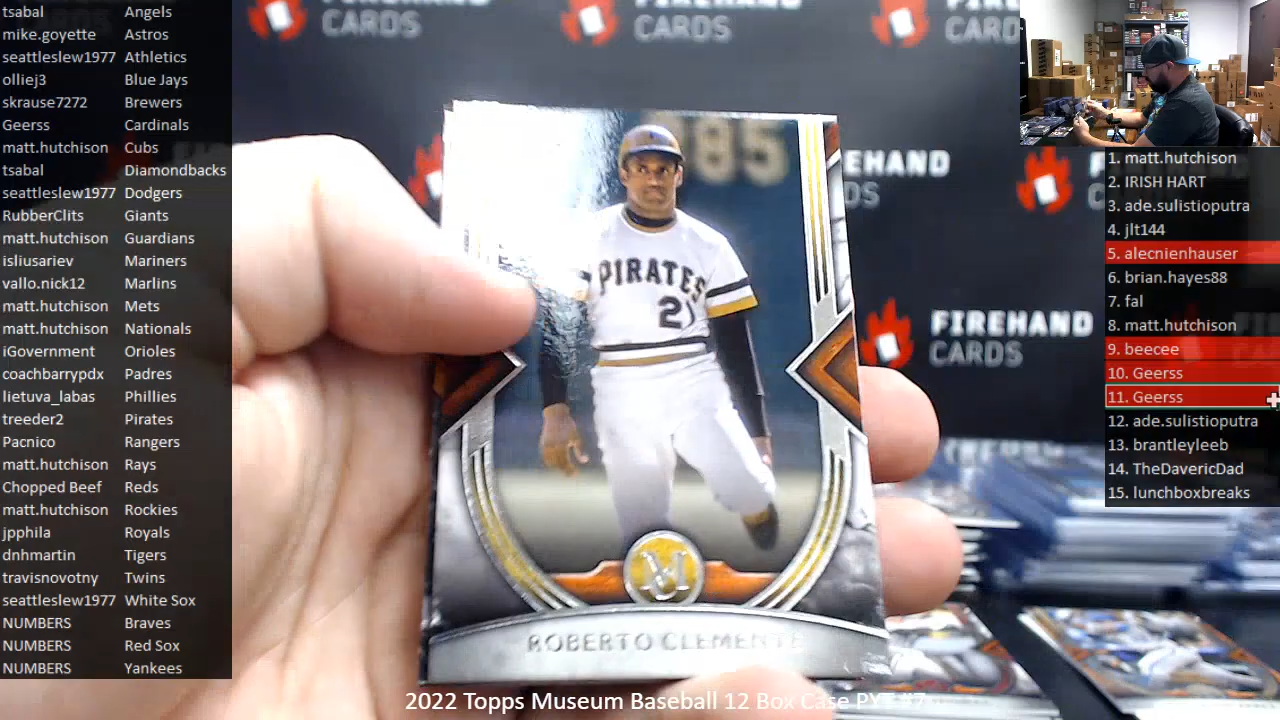 tsabal Angels
mike.goyette Astros
seattleslew1977 Athletics
olliej3 Blue Jays
skrause7272 Brewers
Geerss Cardinals
matt.hutchison Cubs
tsabal Diamondbacks
seattleslew1977 Dodgers
RubberClits Giants
matt.hutchison Guardians
isliusariev Mariners
vallo.nick12 Marlins
matt.hutchison Mets
matt.hutchison Nationals
iGovernment Orioles
coachbarrypdx Padres
lietuva_labas Phillies
treeder2 Pirates
Pacnico Rangers
matt.hutchison Rays
Chopped Beef Reds
matt.hutchison Rockies
jpphila Royals
dnhmartin Tigers
travisnovotny Twins
seattleslew1977 White Sox
NUMBERS Braves
NUMBERS Red Sox
NUMBERS Yankees
CARDS
CARDS
CARD
FIREHAND
CARDS
385
PIRATES
21
M
ROBERTO CLEMENTE
1. matt.hutchison
2. IRISH HART
3. ade.sulistioputra
4. jlt144
5. alecnienhauser
6. brian.hayes88
7. fal
8. matt.hutchison
9. beecee
10. Geerss
11. Geerss
12. ade.sulistioputra
13. brantleyleeb
14. TheDavericDad
15. lunchboxbreaks
2022 Topps Museum Baseball 12 Box Case PYT #7